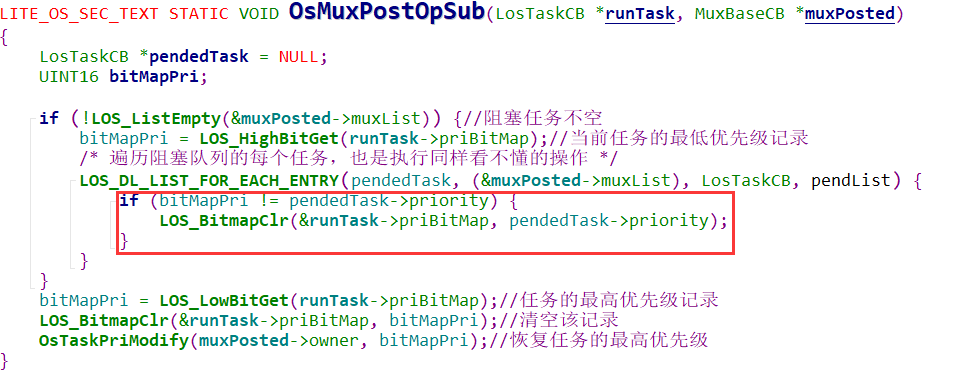 LITE_OS_SEC_TEXT STATIC VOID OsMuxPostOpSub(LosTaskCB *runTask, MuxBaseCB *muxPosted)
{
    LosTaskCB *pendedTask = NULL;
    UINT16 bitMapPri;

    if (!LOS_ListEmpty(&muxPosted->muxList)) {//阻塞任务不空
        bitMapPri = LOS_HighBitGet(runTask->priBitMap);//当前任务的最低优先级记录
        /* 遍历阻塞队列的每个任务，也是执行同样看不懂的操作 */
        LOS_DL_LIST_FOR_EACH_ENTRY(pendedTask, (&muxPosted->muxList), LosTaskCB, pendList) {
            if (bitMapPri != pendedTask->priority) {
                LOS_BitmapClr(&runTask->priBitMap, pendedTask->priority);
            }
        }
    }
    bitMapPri = LOS_LowBitGet(runTask->priBitMap);//任务的最高优先级记录
    LOS_BitmapClr(&runTask->priBitMap, bitMapPri);//清空该记录
    OsTaskPriModify(muxPosted->owner, bitMapPri);//恢复任务的最高优先级
}